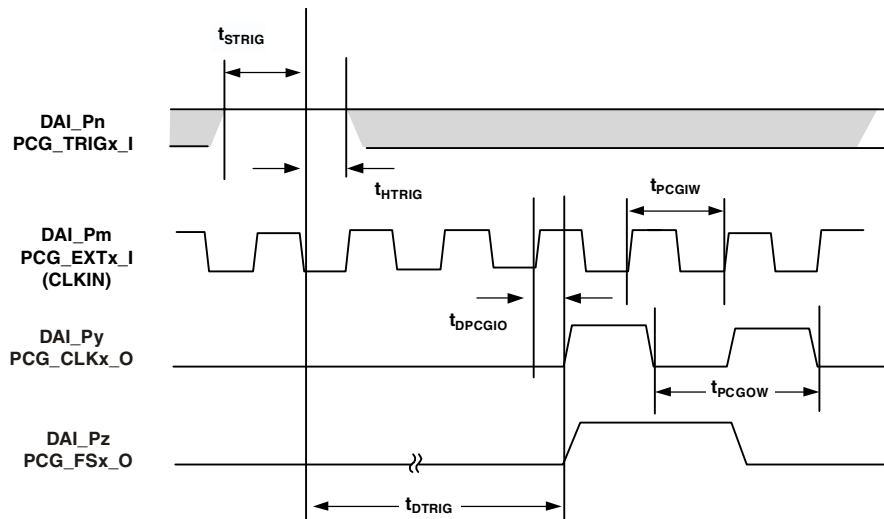 tSTRIG
DAI_Pn
PCG_TRIGx_I
tHTRIG
tPCGIW
DAI_Pm
PCG_EXTx_I
(CLKIN)
tDPCGIO
DAI_Py
PCG_CLKx_O
tPCGOW
DAI_Pz
PCG_FSx_O
tDTRIG